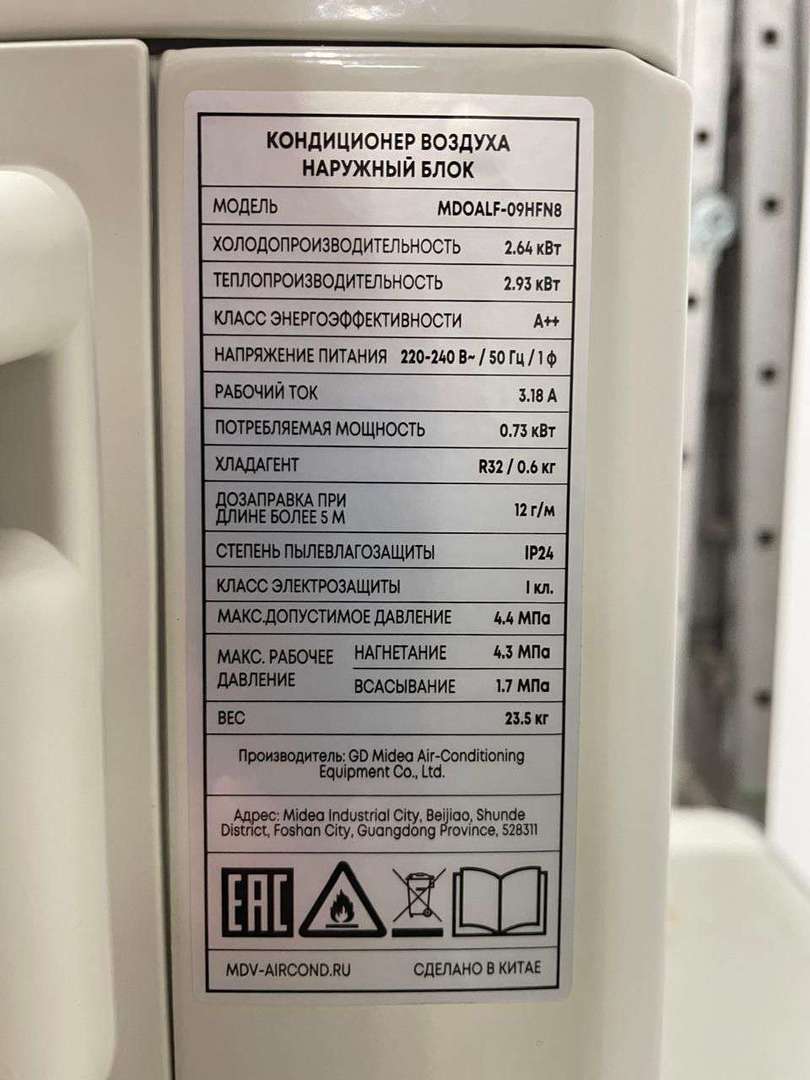 КОНДИЦИОНЕР ВОЗДУХА
НАРУЖНЫЙ БЛОК
МОДЕЛЬ MDOALF-09HFN8
ХОЛОДОПРОИЗВОДИТЕЛЬНОСТЬ 2.64 кВт
ТЕПЛОПРОИЗВОДИТЕЛЬНОСТЬ 2.93 кВт
КЛАСС ЭНЕРГОЭФФЕКТИВНОСТИ A++
НАПРЯЖЕНИЕ ПИТАНИЯ 220-240 В~ / 50 Гц / 1 ф
РАБОЧИЙ ТОК 3.18 А
ПОТРЕБЛЯЕМАЯ МОЩНОСТЬ 0.73 кВт
ХЛАДАГЕНТ R32 / 0.6 кг
ДОЗАПРАВКА ПРИ
ДЛИНЕ БОЛЕЕ 5 М 12 г/м
СТЕПЕНЬ ПЫЛЕВЛАГОЗАЩИТЫ IP24
КЛАСС ЭЛЕКТРОЗАЩИТЫ I кл.
МАКС.ДОПУСТИМОЕ ДАВЛЕНИЕ 4.4 МПа
МАКС. РАБОЧЕЕ ДАВЛЕНИЕ НАГНЕТАНИЕ 4.3 МПа
ВСАСЫВАНИЕ 1.7 МПа
ВЕС 23.5 кг
Производитель: GD Midea Air-Conditioning
Equipment Co., Ltd.
Адрес: Midea Industrial City, Beijiao, Shunde
District, Foshan City, Guangdong Province, 528311
EAC
MDV-AIRCOND.RU СДЕЛАНО В КИТАЕ